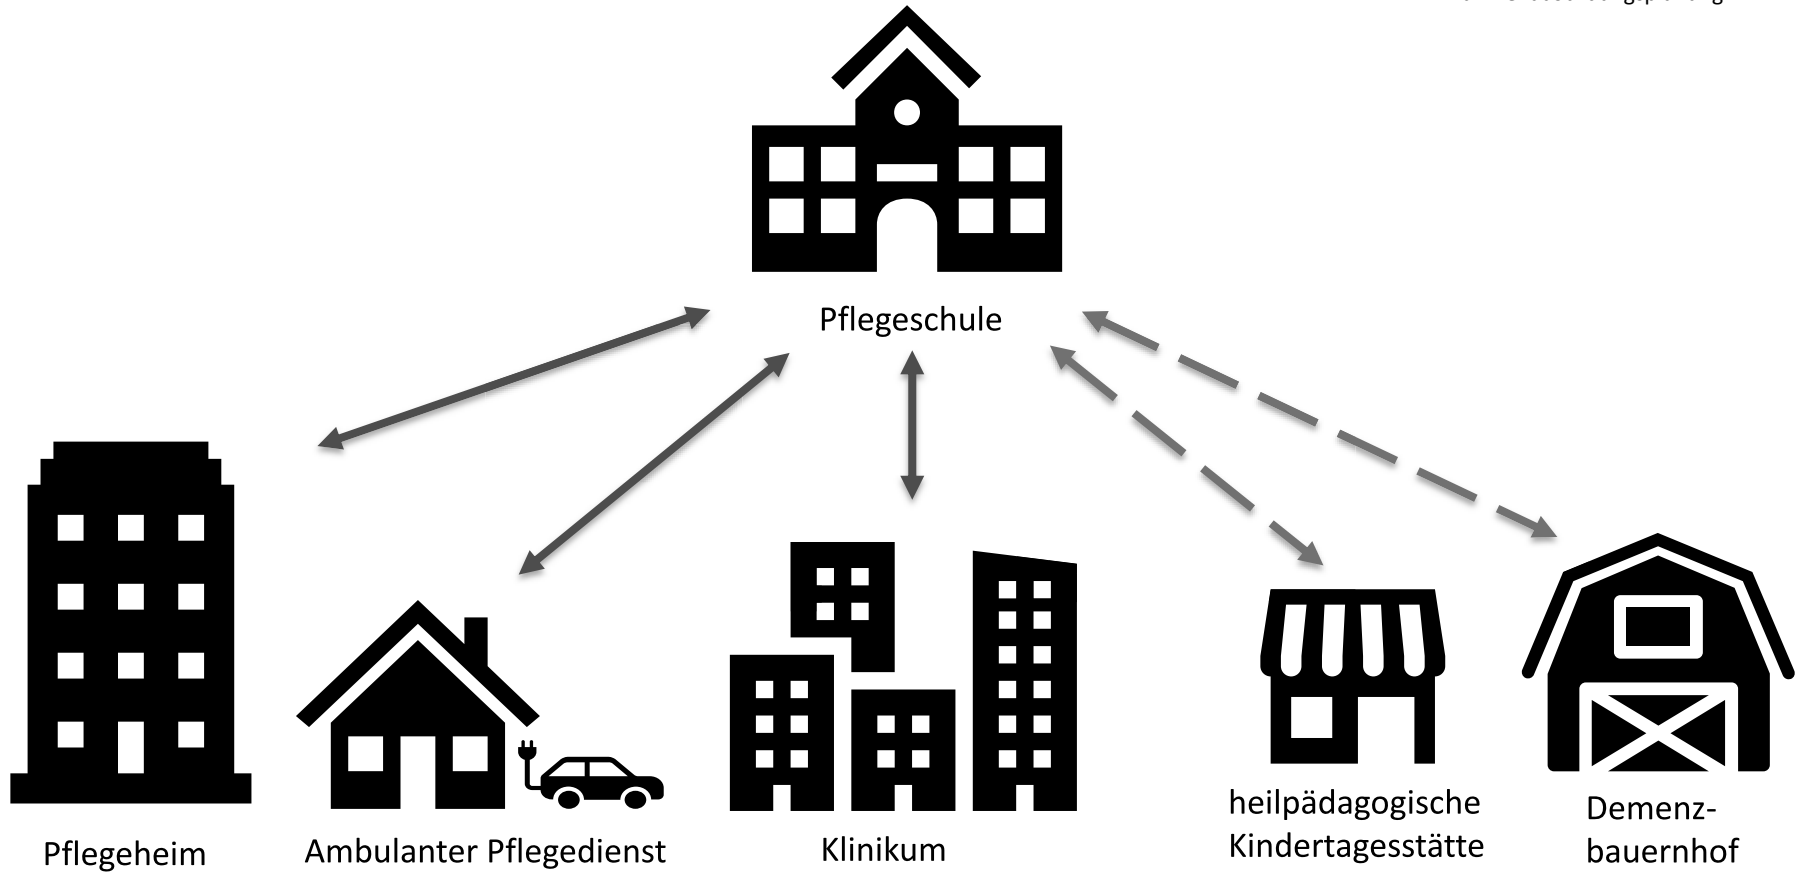 Pflegeschule
Pflegeheim
Ambulanter Pflegedienst
Klinikum
heilpädagogische
Kindertagesstätte
Demenz-
bauernhof